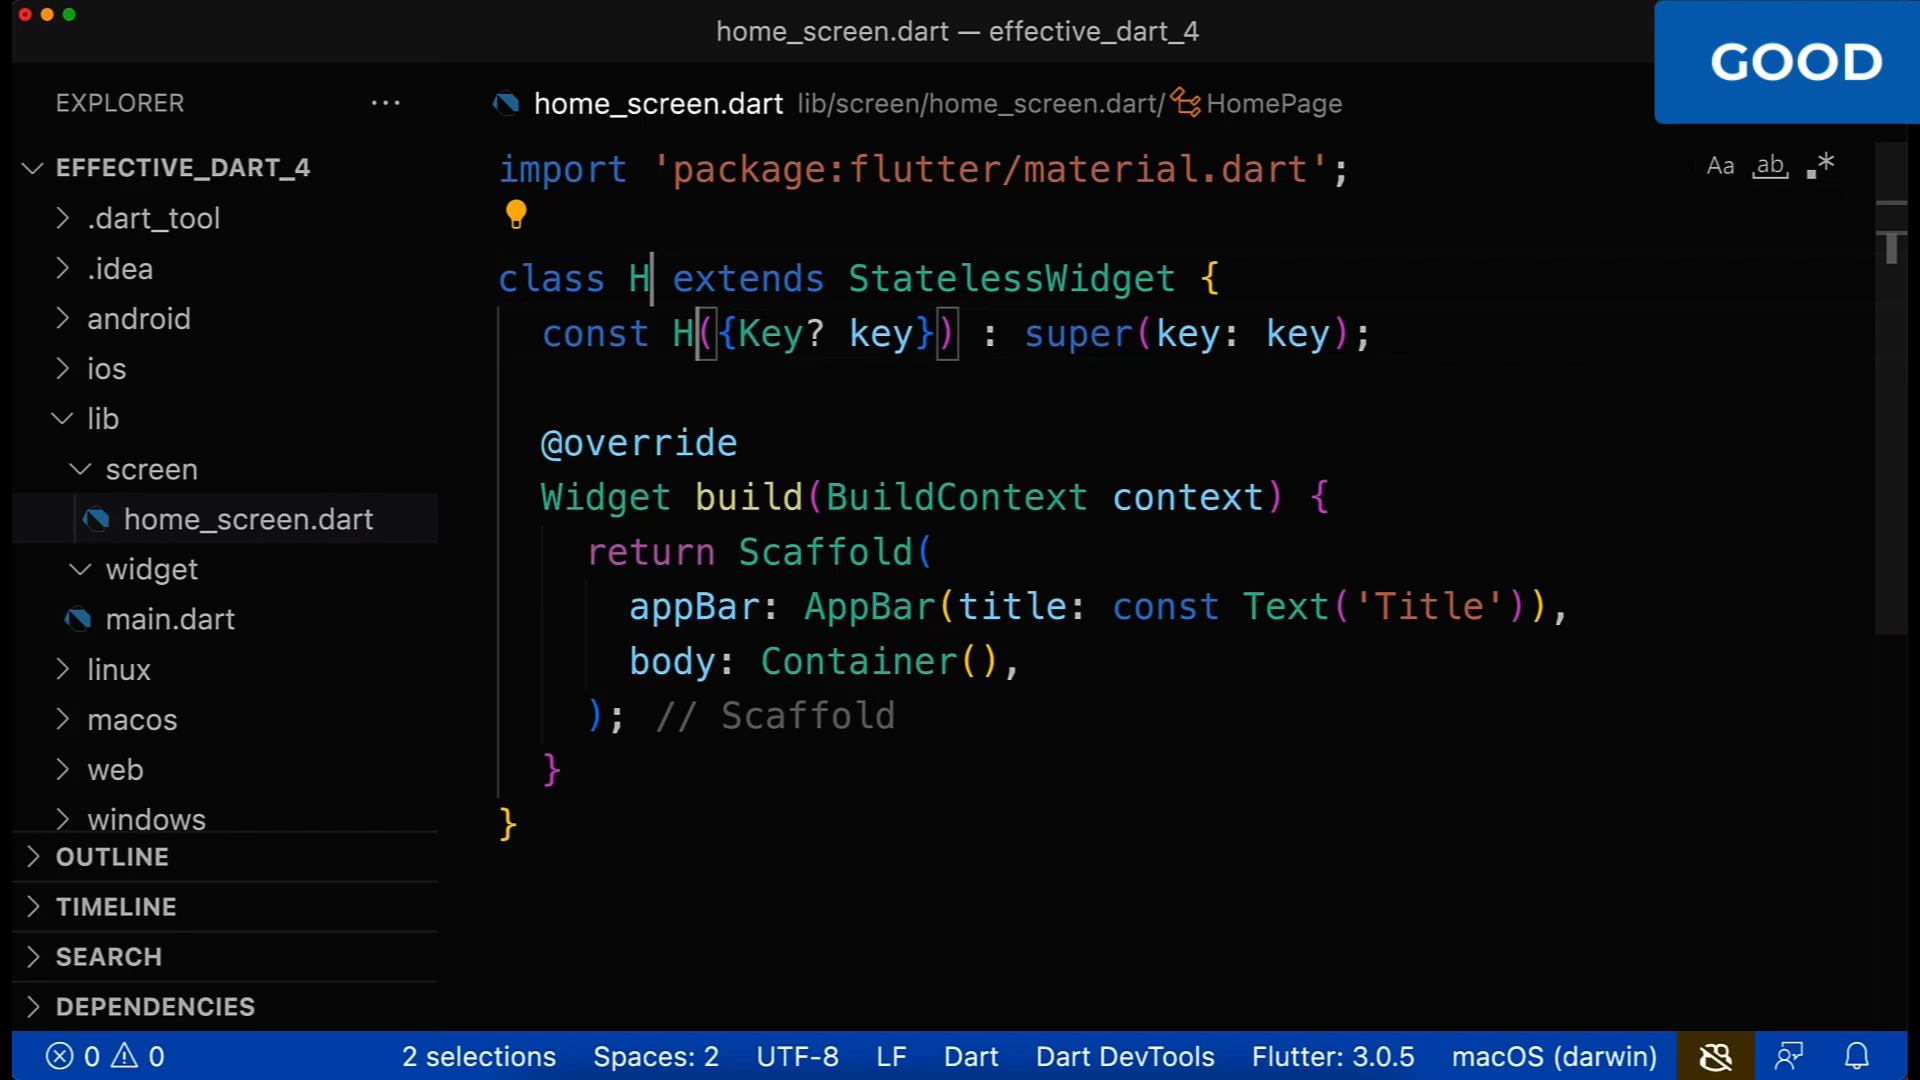 home_screen.dart — effective_dart_4
GOOD
EXPLORER ···
home_screen.dart lib/screen/home_screen.dart/ HomePage
EFFECTIVE_DART_4
.dart_tool
.idea
android
ios
lib
screen
home_screen.dart
widget
main.dart
linux
macos
web
windows
OUTLINE
TIMELINE
SEARCH
DEPENDENCIES
import 'package:flutter/material.dart';
Aa ab .*
class H extends StatelessWidget {
const H({Key? key}) : super(key: key);
@override
Widget build(BuildContext context) {
return Scaffold(
appBar: AppBar(title: const Text('Title')),
body: Container(),
); // Scaffold
}
}
0 0 2 selections Spaces: 2 UTF-8 LF Dart Dart DevTools Flutter: 3.0.5 macOS (darwin)